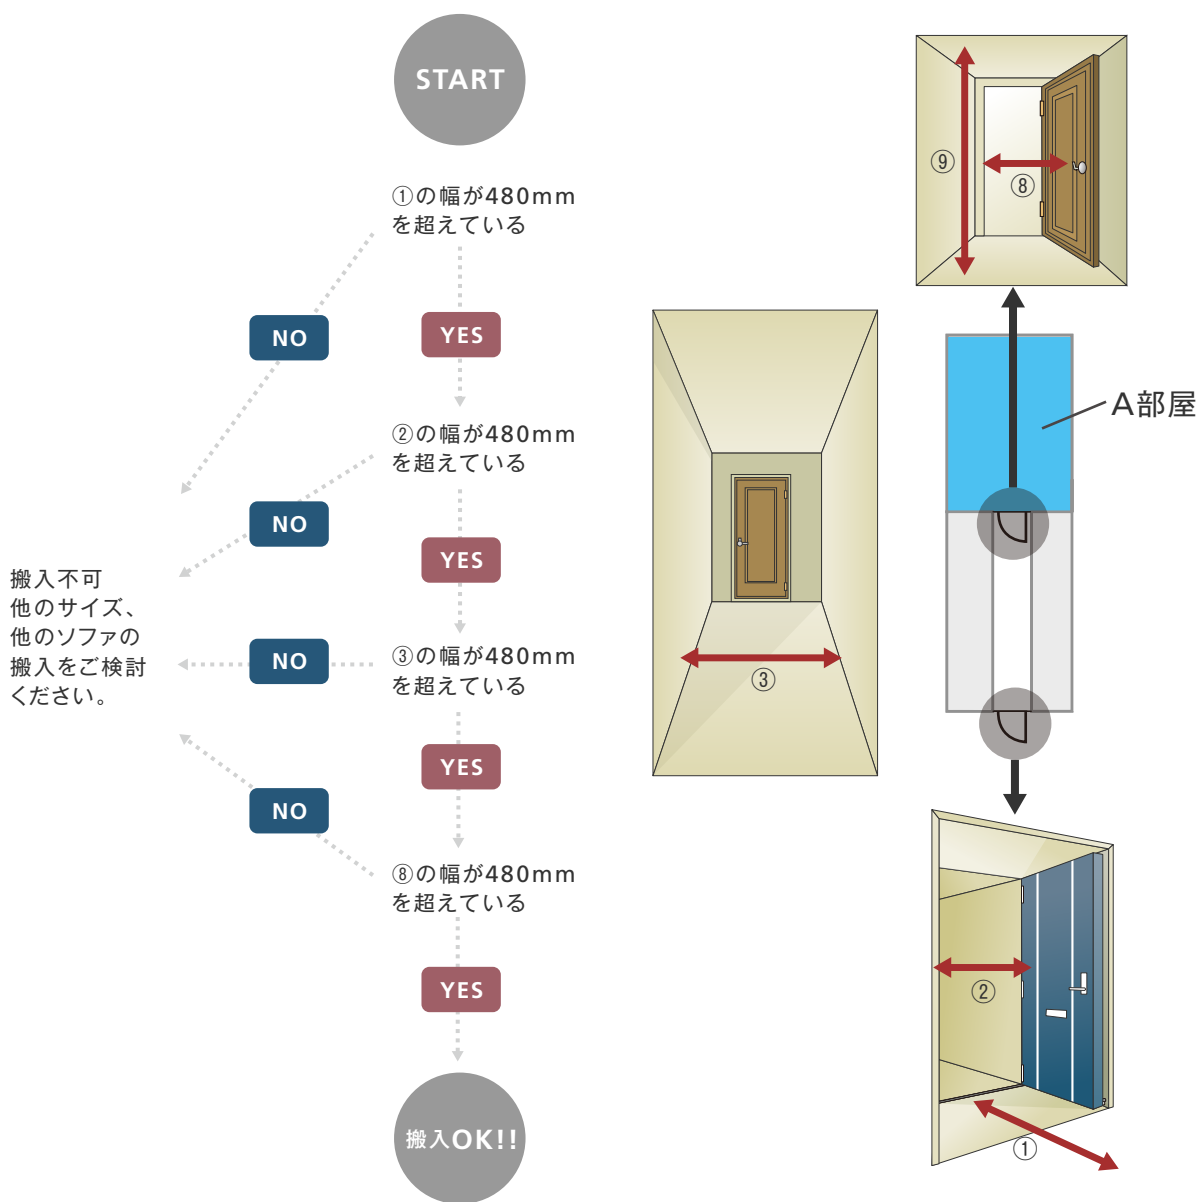 START
①の幅が480mm
を超えている
NO
YES
②の幅が480mm
を超えている
NO
YES
搬入不可
他のサイズ、
他のソファの
搬入をご検討
ください。
③の幅が480mm
を超えている
NO
YES
⑧の幅が480mm
を超えている
NO
YES
搬入OK!!
⑨
⑧
A部屋
③
②
①